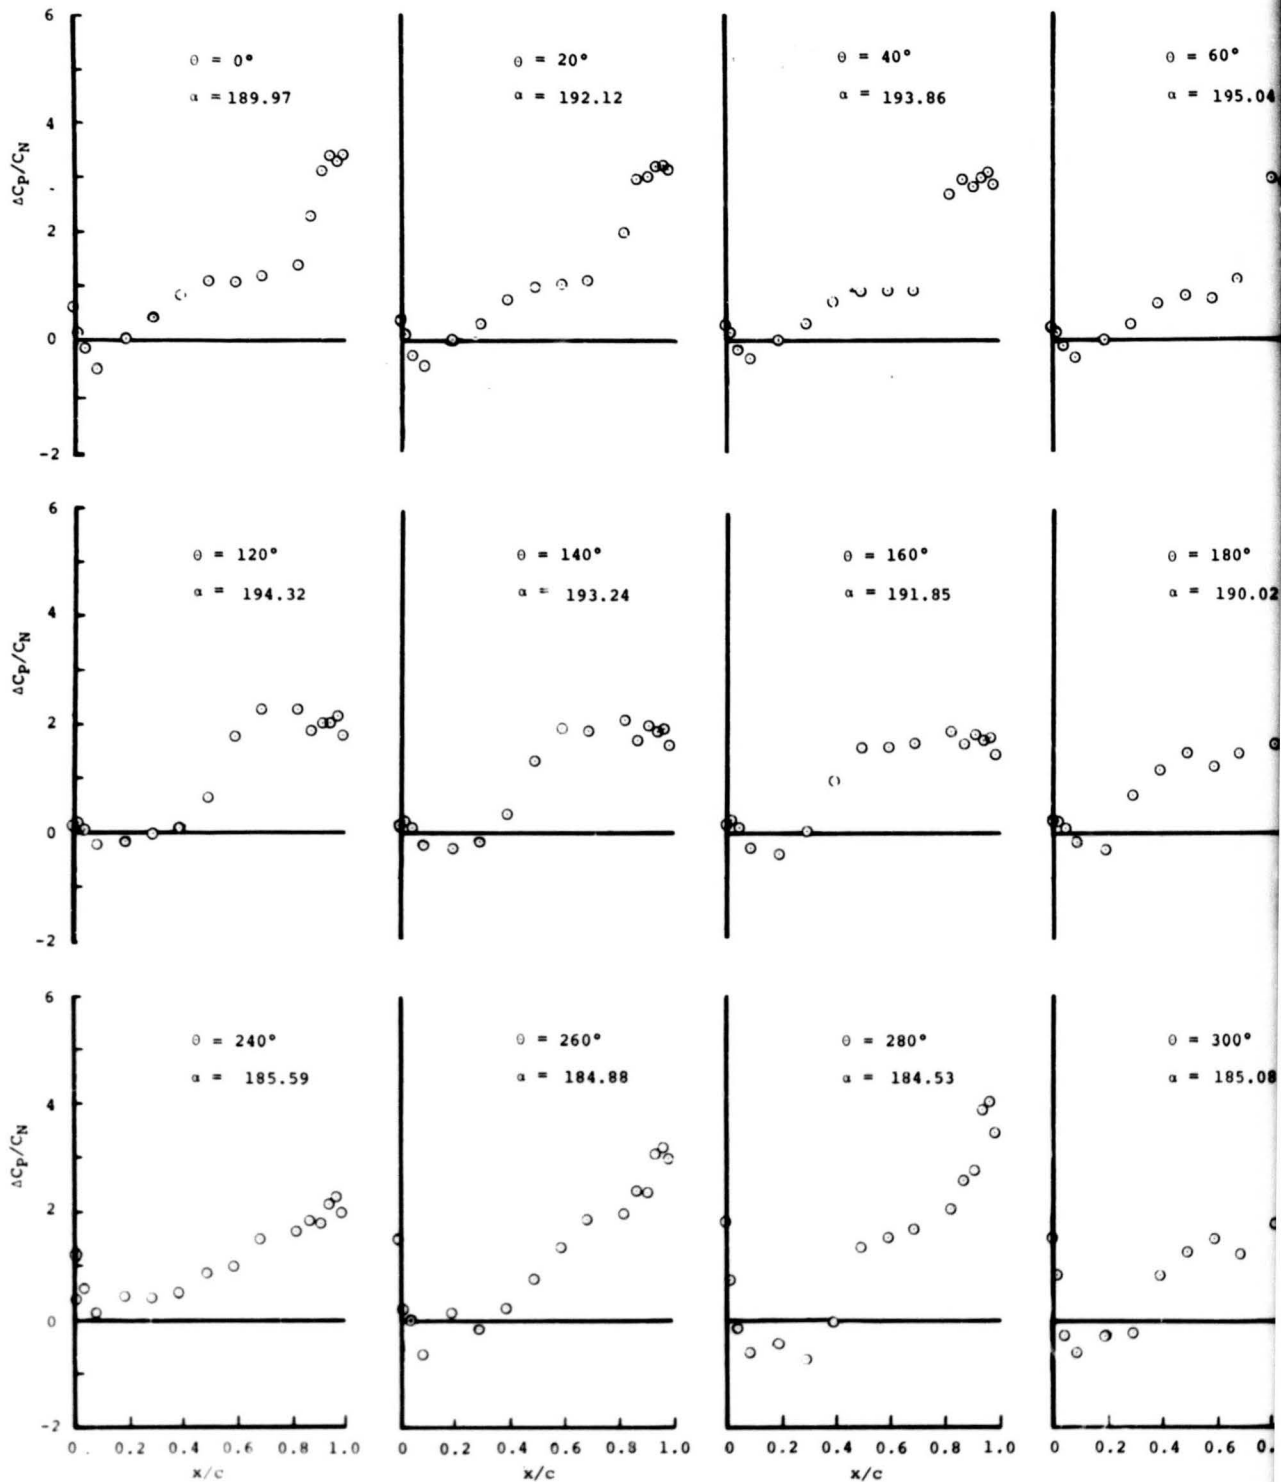 6
4
2
0
-2
ΔCP/CN
θ = 0°
α = 189.97
θ = 20°
α = 192.12
θ = 40°
α = 193.86
θ = 60°
α = 195.04
6
4
2
0
-2
ΔCP/CN
θ = 120°
α = 194.32
θ = 140°
α = 193.24
θ = 160°
α = 191.85
θ = 180°
α = 190.02
6
4
2
0
-2
ΔCP/CN
θ = 240°
α = 185.59
θ = 260°
α = 184.88
θ = 280°
α = 184.53
θ = 300°
α = 185.08
0 0.2 0.4 0.6 0.8 1.0
x/c
0 0.2 0.4 0.6 0.8 1.0
x/c
0 0.2 0.4 0.6 0.8 1.0
x/c
0 0.2 0.4 0.6